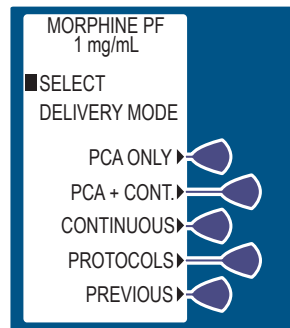 MORPHINE PF
1 mg/mL
SELECT
DELIVERY MODE
PCA ONLY
PCA + CONT.
CONTINUOUS
PROTOCOLS
PREVIOUS